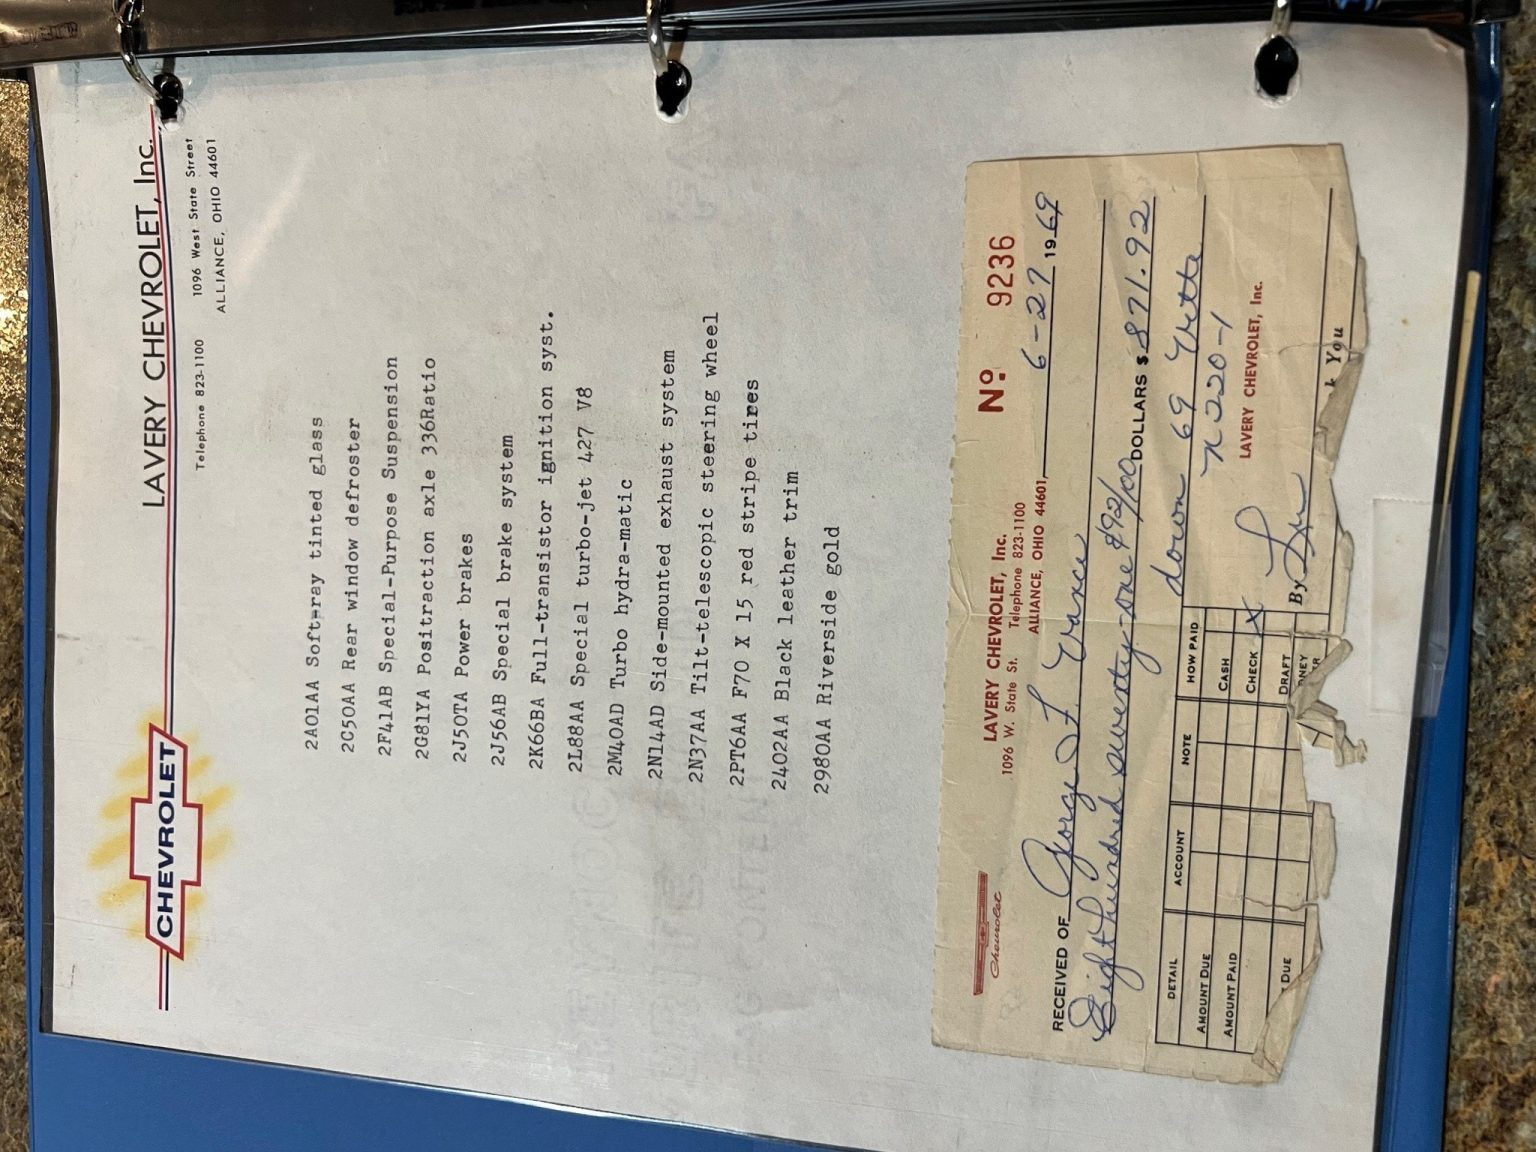 CHEVROLET
LAVERY CHEVROLET, Inc.
Telephone 823-1100 1096 West State Street
ALLIANCE, OHIO 44601
2A01AA Soft-ray tinted glass
2C50AA Rear window defroster
2F41AB Special-Purpose Suspension
2G81YA Positraction axle 336Ratio
2J50TA Power brakes
2J56AB Special brake system
2K66BA Full-transistor ignition syst.
2L88AA Special turbo-jet 427 V8
2M40AD Turbo hydra-matic
2N14AD Side-mounted exhaust system
2N37AA Tilt-telescopic steering wheel
2PT6AA F70 X 15 red stripe tires
2402AA Black leather trim
2980AA Riverside gold
Chevrolet
LAVERY CHEVROLET, Inc.
Nº 9236
1096 W. State St. Telephone 823-1100
ALLIANCE, OHIO 44601,
6-27 1969
RECEIVED OF George F.
Eight hundred seventy-one & 92/00 DOLLARS $ 871.92
down 69 Vette
N220-1
DETAIL ACCOUNT NOTE HOW PAID
AMOUNT DUE CASH
AMOUNT PAID CHECK X
DUE DRAFT
LAVERY CHEVROLET, Inc.
By
You